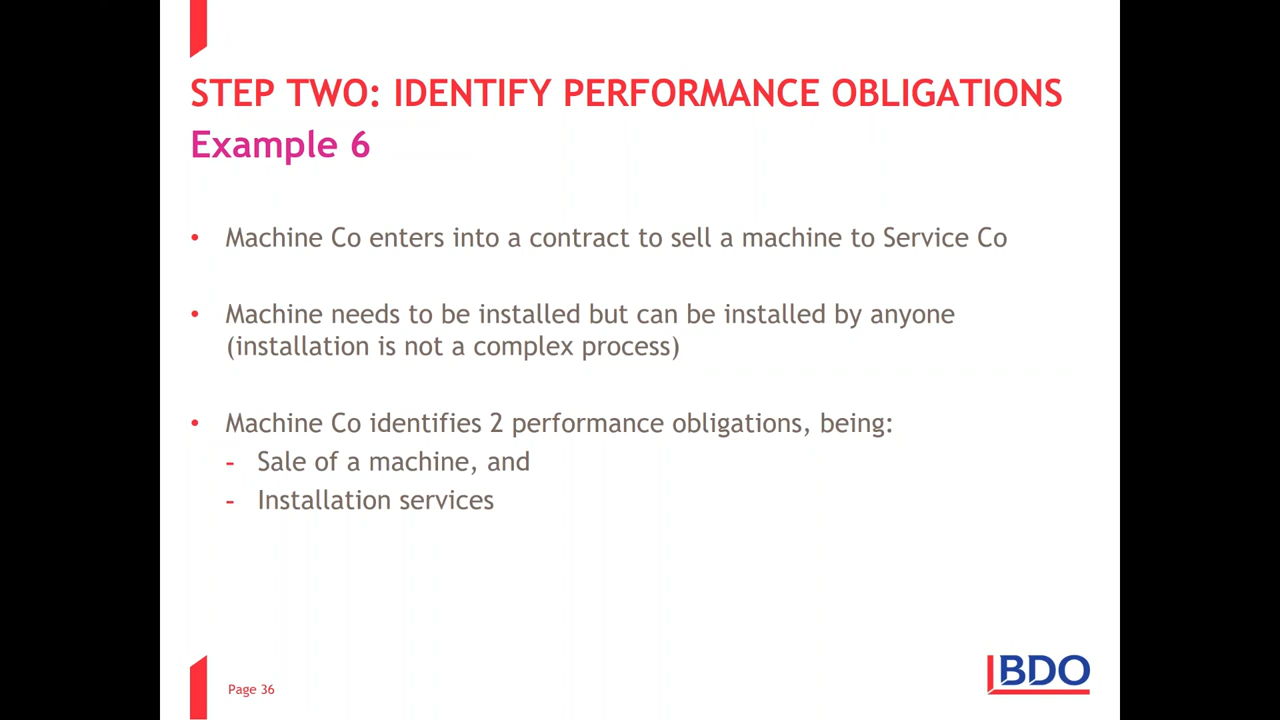 STEP TWO: IDENTIFY PERFORMANCE OBLIGATIONS
Example 6
• Machine Co enters into a contract to sell a machine to Service Co
• Machine needs to be installed but can be installed by anyone
(installation is not a complex process)
• Machine Co identifies 2 performance obligations, being:
- Sale of a machine, and
- Installation services
Page 36
BDO